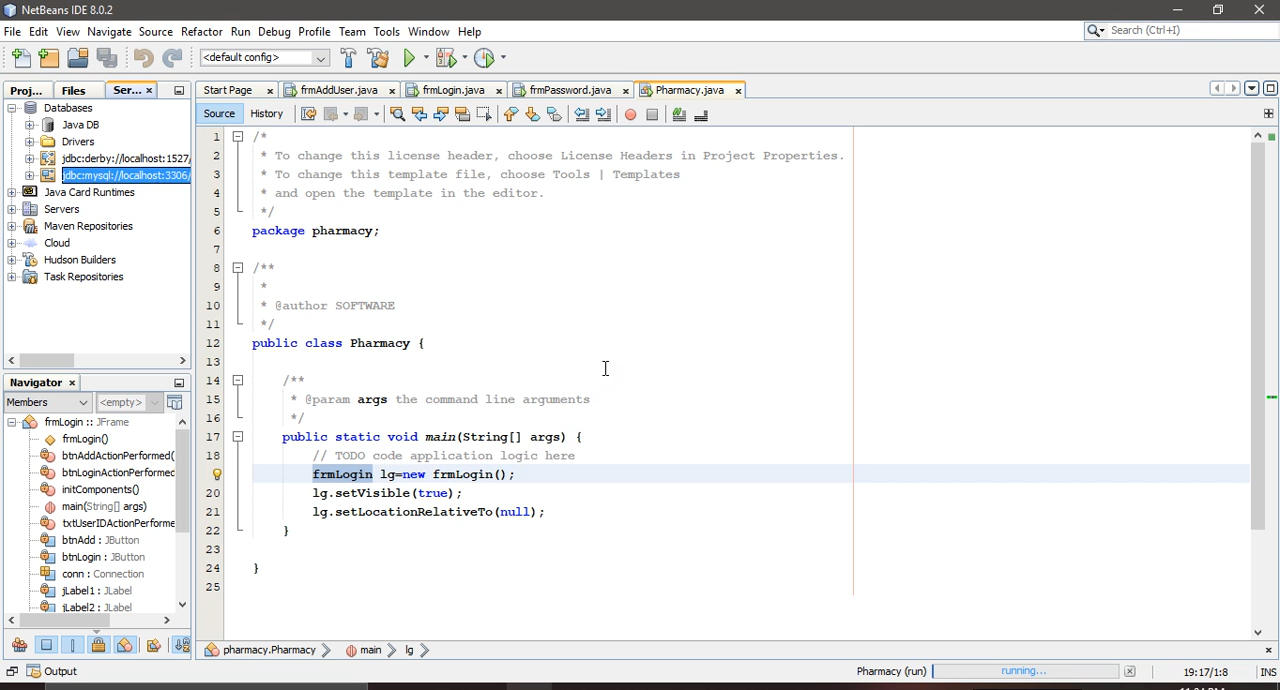 NetBeans IDE 8.0.2
File Edit View Navigate Source Refactor Run Debug Profile Team Tools Window Help
Search (Ctrl+I)
<default config>
Proj... Files Ser...
Start Page frmAddUser.java frmLogin.java frmPassword.java Pharmacy.java
Source History
Databases
Java DB
Drivers
jdbc:derby://localhost:1527/
jdbc:mysql://localhost:3306/
Java Card Runtimes
Servers
Maven Repositories
Cloud
Hudson Builders
Task Repositories
Navigator
Members <empty>
frmLogin :: JFrame
frmLogin()
btnAddActionPerformed(
btnLoginActionPerformed
initComponents()
main(String[] args)
txtUserIDActionPerforme
btnAdd : JButton
btnLogin : JButton
conn : Connection
jLabel1 : JLabel
jLabel2 : JLabel
1 /*
2 * To change this license header, choose License Headers in Project Properties.
3 * To change this template file, choose Tools | Templates
4 * and open the template in the editor.
5 */
6 package pharmacy;
7
8 /**
9 *
10 * @author SOFTWARE
11 */
12 public class Pharmacy {
13
14 /**
15 * @param args the command line arguments
16 */
17 public static void main(String[] args) {
18 // TODO code application logic here
frmLogin lg=new frmLogin();
20 lg.setVisible(true);
21 lg.setLocationRelativeTo(null);
22 }
23
24 }
25
pharmacy.Pharmacy main lg
Output
Pharmacy (run) running... 19:17/1:8 INS